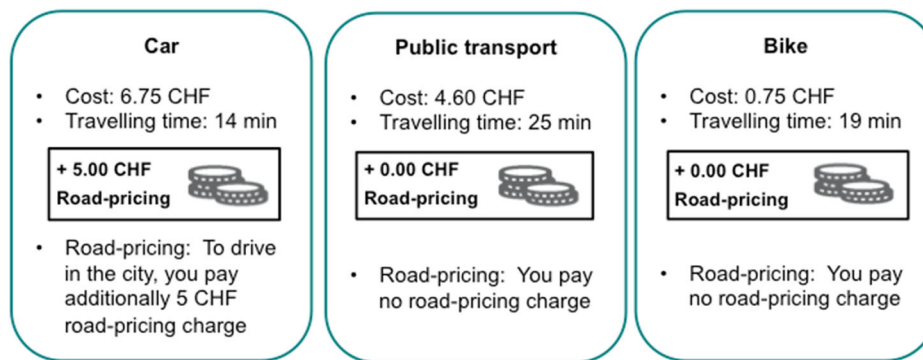 Car
• Cost: 6.75 CHF
• Travelling time: 14 min
+ 5.00 CHF
Road-pricing
• Road-pricing: To drive
in the city, you pay
additionally 5 CHF
road-pricing charge
Public transport
• Cost: 4.60 CHF
• Travelling time: 25 min
+ 0.00 CHF
Road-pricing
• Road-pricing: You pay
no road-pricing charge
Bike
• Cost: 0.75 CHF
• Travelling time: 19 min
+ 0.00 CHF
Road-pricing
• Road-pricing: You pay
no road-pricing charge